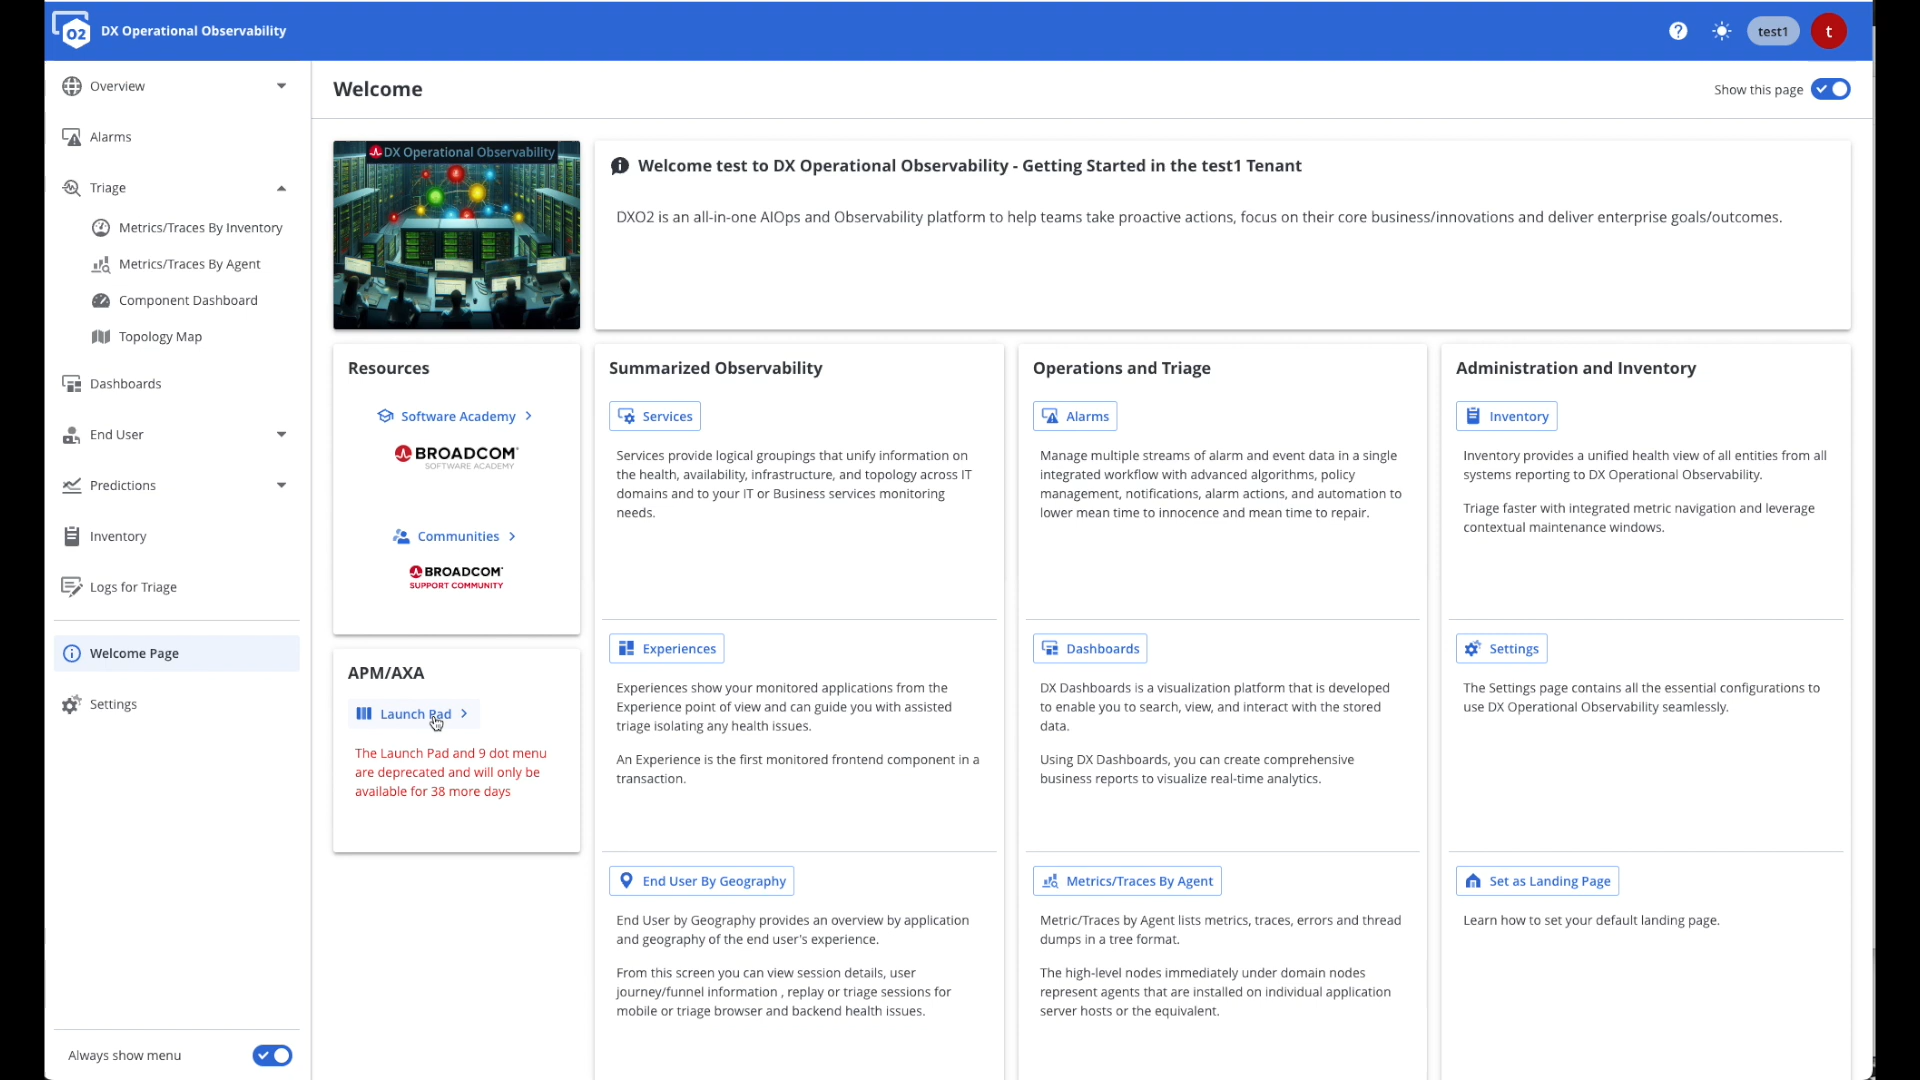 O2 DX Operational Observability
? test1 t
Overview
Alarms
Triage
Metrics/Traces By Inventory
Metrics/Traces By Agent
Component Dashboard
Topology Map
Dashboards
End User
Predictions
Inventory
Logs for Triage
Welcome Page
Settings
Always show menu
Welcome
Show this page
DX Operational Observability
Welcome test to DX Operational Observability - Getting Started in the test1 Tenant
DXO2 is an all-in-one AIOps and Observability platform to help teams take proactive actions, focus on their core business/innovations and deliver enterprise goals/outcomes.
Resources
Software Academy
BROADCOM
SOFTWARE ACADEMY
Communities
BROADCOM
SUPPORT COMMUNITY
APM/AXA
Launch Pad
The Launch Pad and 9 dot menu
are deprecated and will only be
available for 38 more days
Summarized Observability
Services
Services provide logical groupings that unify information on
the health, availability, infrastructure, and topology across IT
domains and to your IT or Business services monitoring
needs.
Experiences
Experiences show your monitored applications from the
Experience point of view and can guide you with assisted
triage isolating any health issues.
An Experience is the first monitored frontend component in a
transaction.
End User By Geography
End User by Geography provides an overview by application
and geography of the end user's experience.
From this screen you can view session details, user
journey/funnel information , replay or triage sessions for
mobile or triage browser and backend health issues.
Operations and Triage
Alarms
Manage multiple streams of alarm and event data in a single
integrated workflow with advanced algorithms, policy
management, notifications, alarm actions, and automation to
lower mean time to innocence and mean time to repair.
Dashboards
DX Dashboards is a visualization platform that is developed
to enable you to search, view, and interact with the stored
data.
Using DX Dashboards, you can create comprehensive
business reports to visualize real-time analytics.
Metrics/Traces By Agent
Metric/Traces by Agent lists metrics, traces, errors and thread
dumps in a tree format.
The high-level nodes immediately under domain nodes
represent agents that are installed on individual application
server hosts or the equivalent.
Administration and Inventory
Inventory
Inventory provides a unified health view of all entities from all
systems reporting to DX Operational Observability.
Triage faster with integrated metric navigation and leverage
contextual maintenance windows.
Settings
The Settings page contains all the essential configurations to
use DX Operational Observability seamlessly.
Set as Landing Page
Learn how to set your default landing page.